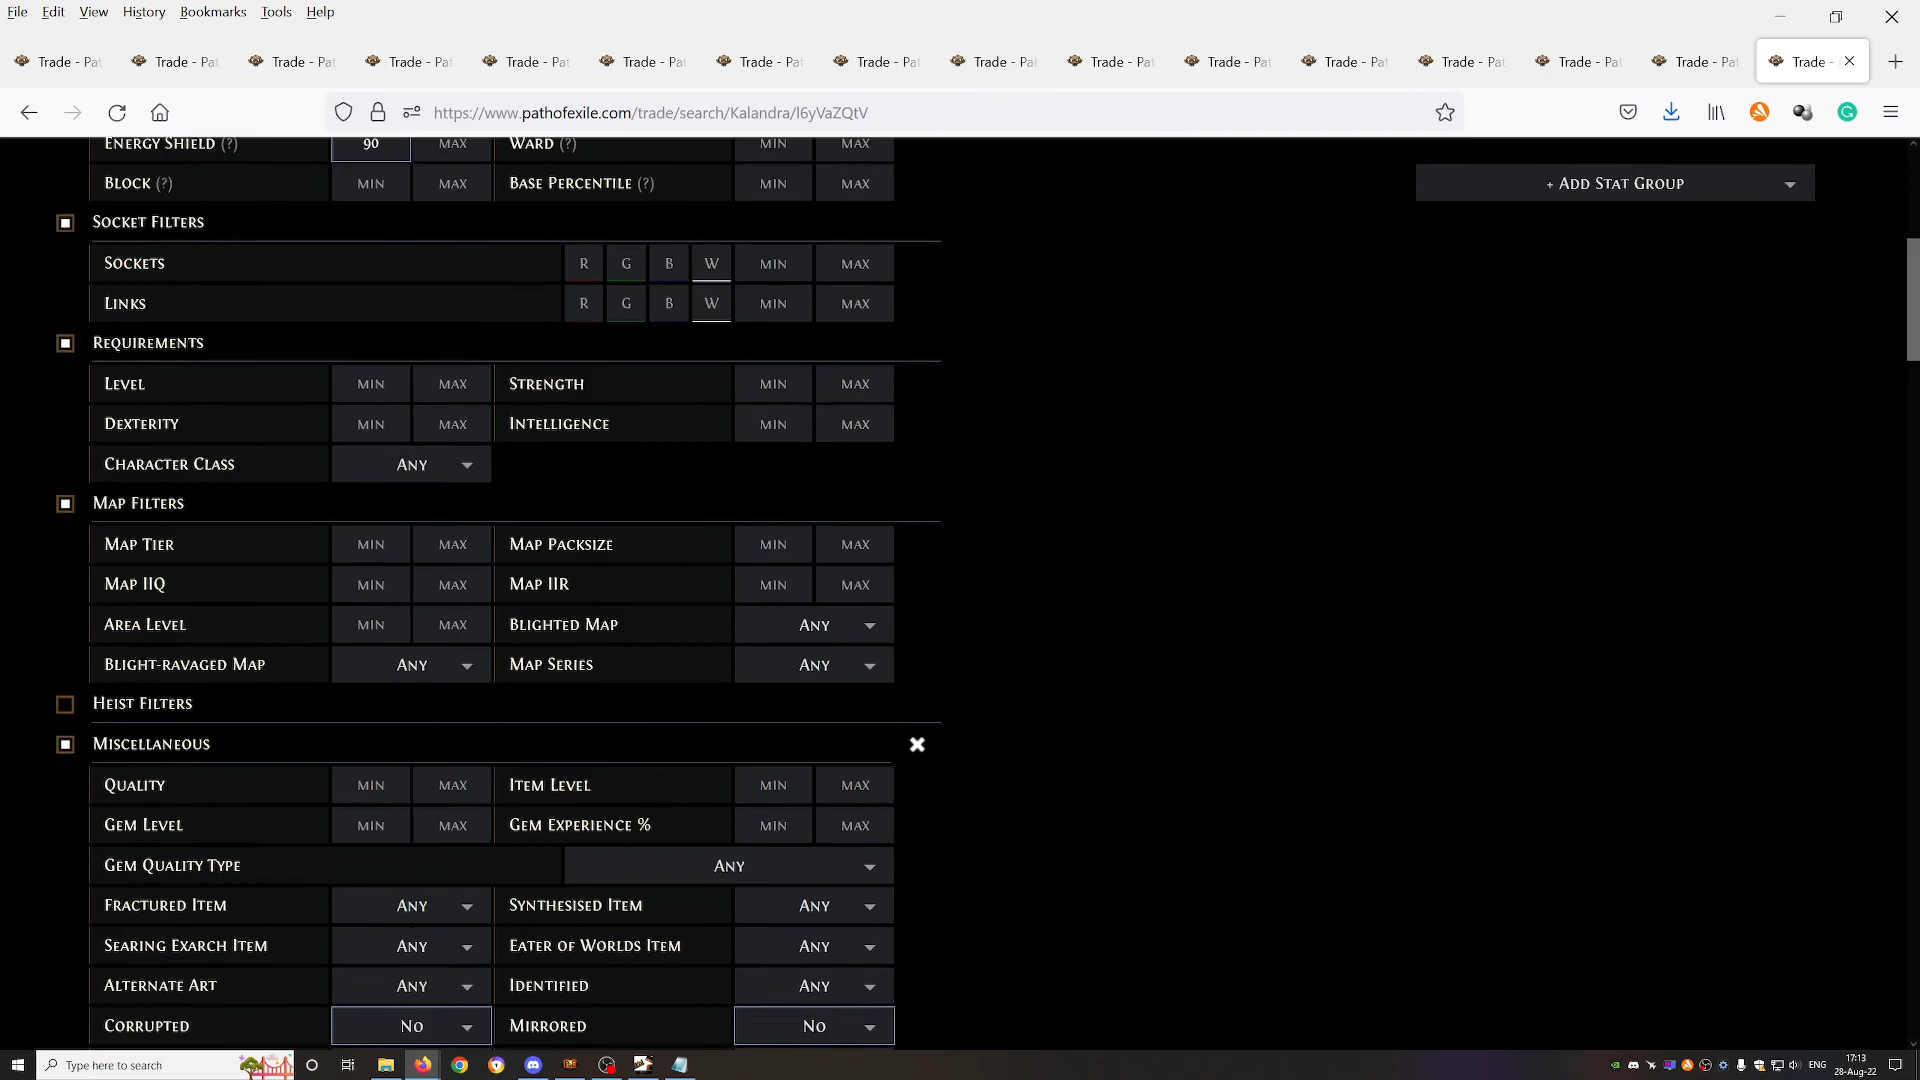 File Edit View History Bookmarks Tools Help
Trade - Pat Trade - Pat Trade - Pat Trade - Pat Trade - Pat Trade - Pat Trade - Pat Trade - Pat Trade - Pat Trade - Pat Trade - Pat Trade - Pat Trade - Pat Trade - Pat Trade - Pat Trade -
https://www.pathofexile.com/trade/search/Kalandra/l6yVaZQtV
Energy Shield (?) 90 MAX Ward (?) MIN MAX
Block (?) MIN MAX Base Percentile (?) MIN MAX
+ Add Stat Group
Socket Filters
Sockets R G B W MIN MAX
Links R G B W MIN MAX
Requirements
Level MIN MAX Strength MIN MAX
Dexterity MIN MAX Intelligence MIN MAX
Character Class Any
Map Filters
Map Tier MIN MAX Map Packsize MIN MAX
Map IIQ MIN MAX Map IIR MIN MAX
Area Level MIN MAX Blighted Map Any
Blight-ravaged Map Any Map Series Any
Heist Filters
Miscellaneous
Quality MIN MAX Item Level MIN MAX
Gem Level MIN MAX Gem Experience % MIN MAX
Gem Quality Type Any
Fractured Item Any Synthesised Item Any
Searing Exarch Item Any Eater of Worlds Item Any
Alternate Art Any Identified Any
Corrupted No Mirrored No
Type here to search
ENG
17:13
28-Aug-22